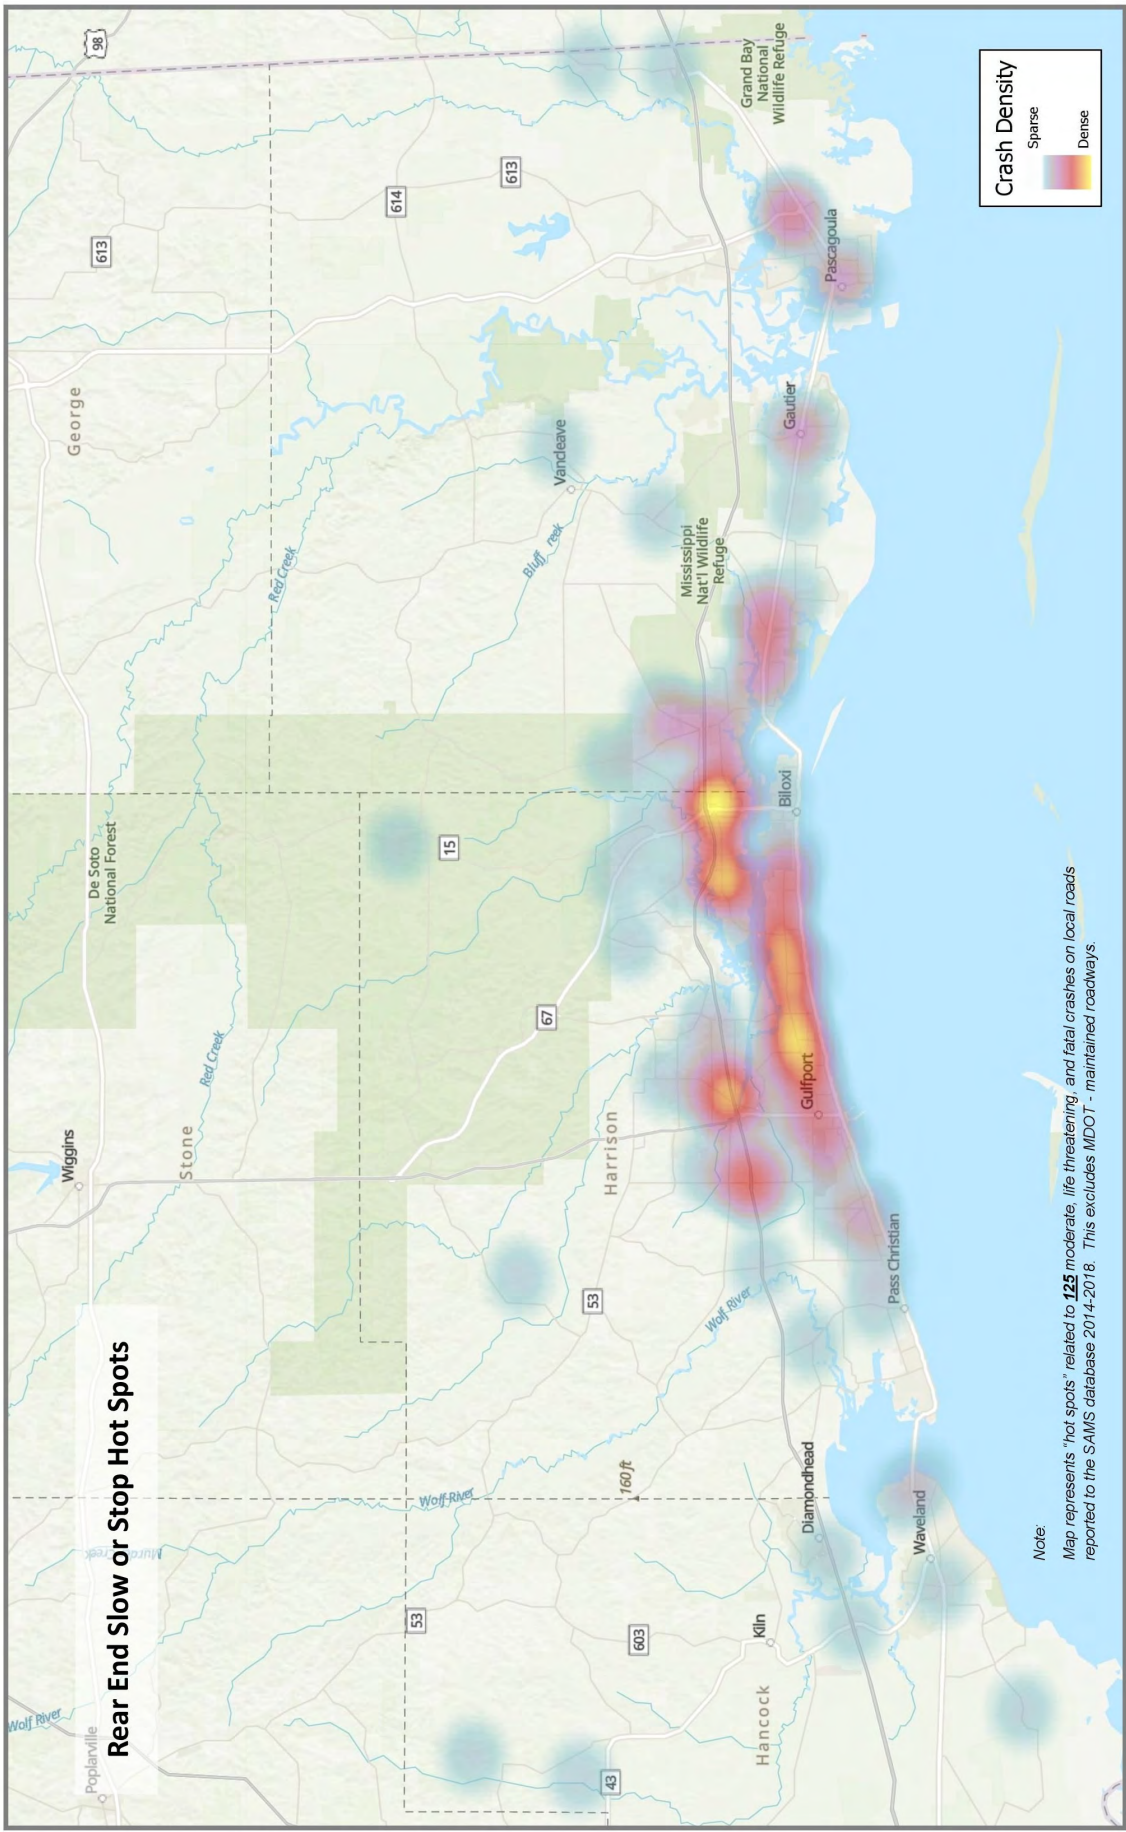 Rear End Slow or Stop Hot Spots
Poplarville
Wolf River
Wiggins
Stone
Red Creek
De Soto
National Forest
George
613
98
Red Creek
614
613
53
Wolf River
53
67
15
Bluff reek
Vancleave
43
603
160 ft
Harrison
Hancock
Kiln
Diamondhead
Wolf River
Mississippi
Nat'l Wildlife
Refuge
Grand Bay
National
Wildlife Refuge
Waveland
Pass Christian
Gulfport
Biloxi
Gautier
Pascagoula
Crash Density
Sparse
Dense
Note:
Map represents "hot spots" related to 125 moderate, life threatening, and fatal crashes on local roads
reported to the SAMS database 2014-2018. This excludes MDOT - maintained roadways.